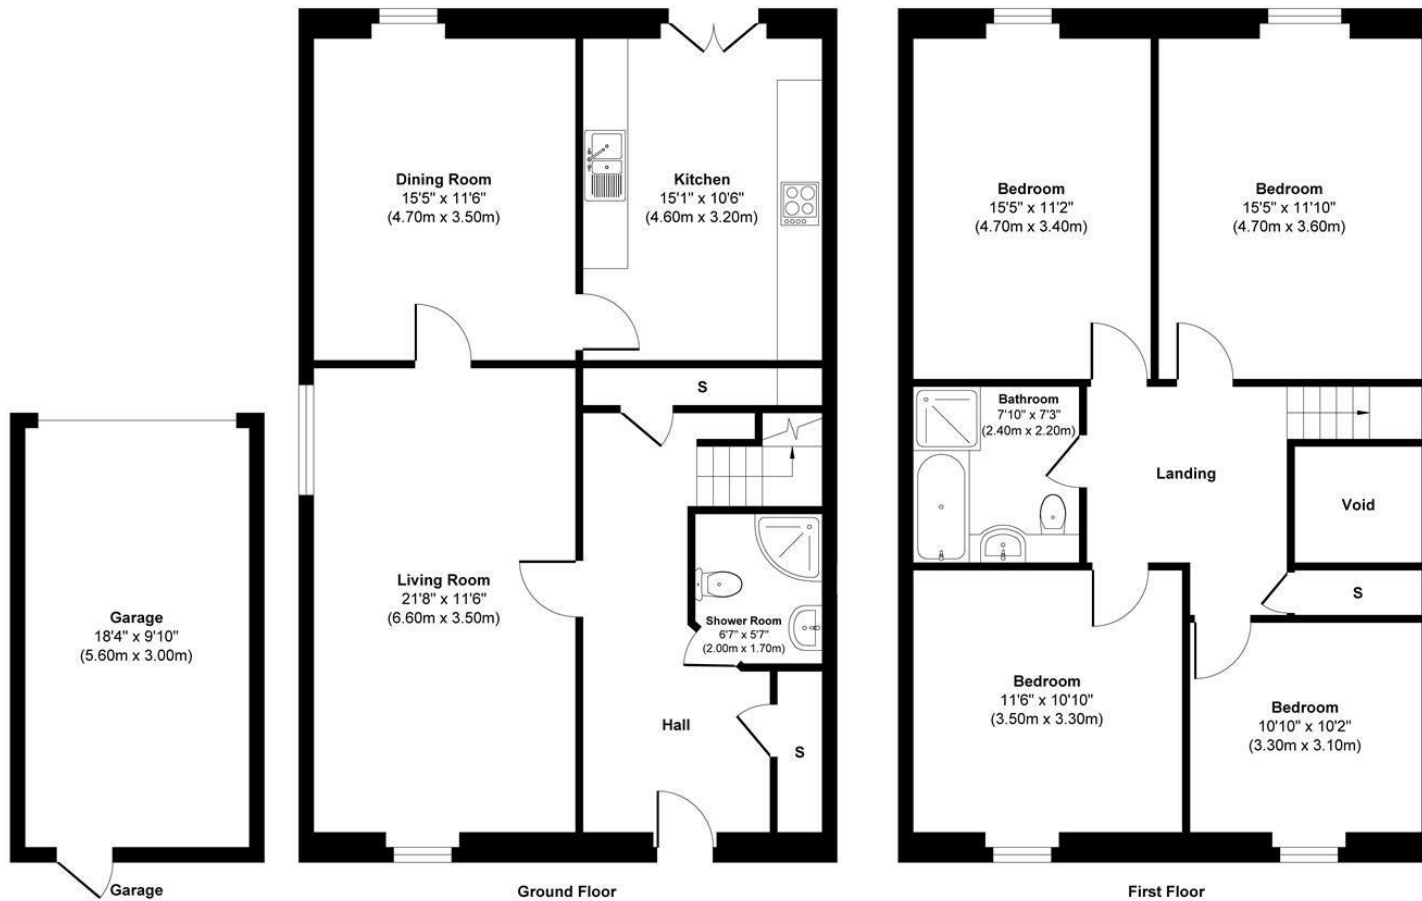 Dining Room
15'5" x 11'6"
(4.70m x 3.50m)
Kitchen
15'1" x 10'6"
(4.60m x 3.20m)
S
Living Room
21'8" x 11'6"
(6.60m x 3.50m)
Shower Room
6'7" x 5'7"
(2.00m x 1.70m)
Hall
S
Garage
18'4" x 9'10"
(5.60m x 3.00m)
Garage
Ground Floor
Bedroom
15'5" x 11'2"
(4.70m x 3.40m)
Bedroom
15'5" x 11'10"
(4.70m x 3.60m)
Bathroom
7'10" x 7'3"
(2.40m x 2.20m)
Landing
Void
S
Bedroom
11'6" x 10'10"
(3.50m x 3.30m)
Bedroom
10'10" x 10'2"
(3.30m x 3.10m)
First Floor